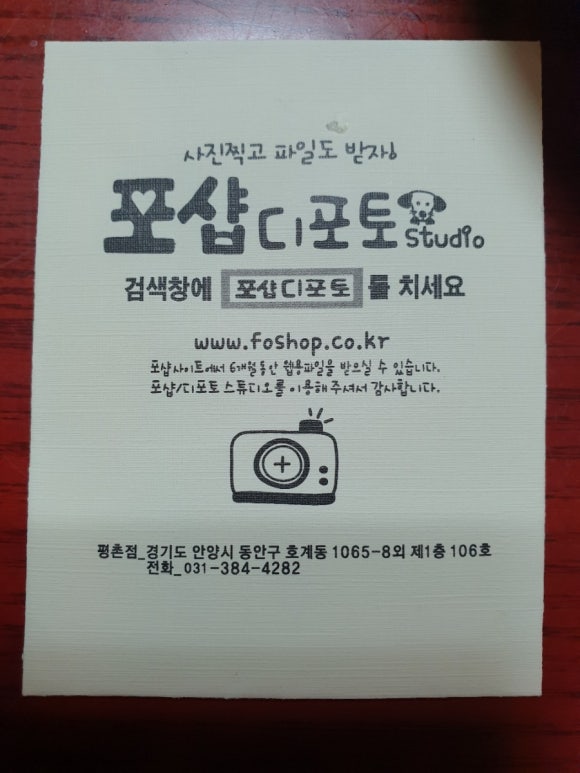 사진찍고 파일도 받자!
포샵 디포토 studio
검색창에 포샵디포토 를 치세요
www.foshop.co.kr
포샵사이트에서 6개월동안 웹용파일을 받으실 수 있습니다.
포샵/디포토 스튜디오를 이용해 주셔서 감사합니다.
평촌점_경기도 안양시 동안구 호계동 1065-8외 제1층 106호
전화_031-384-4282